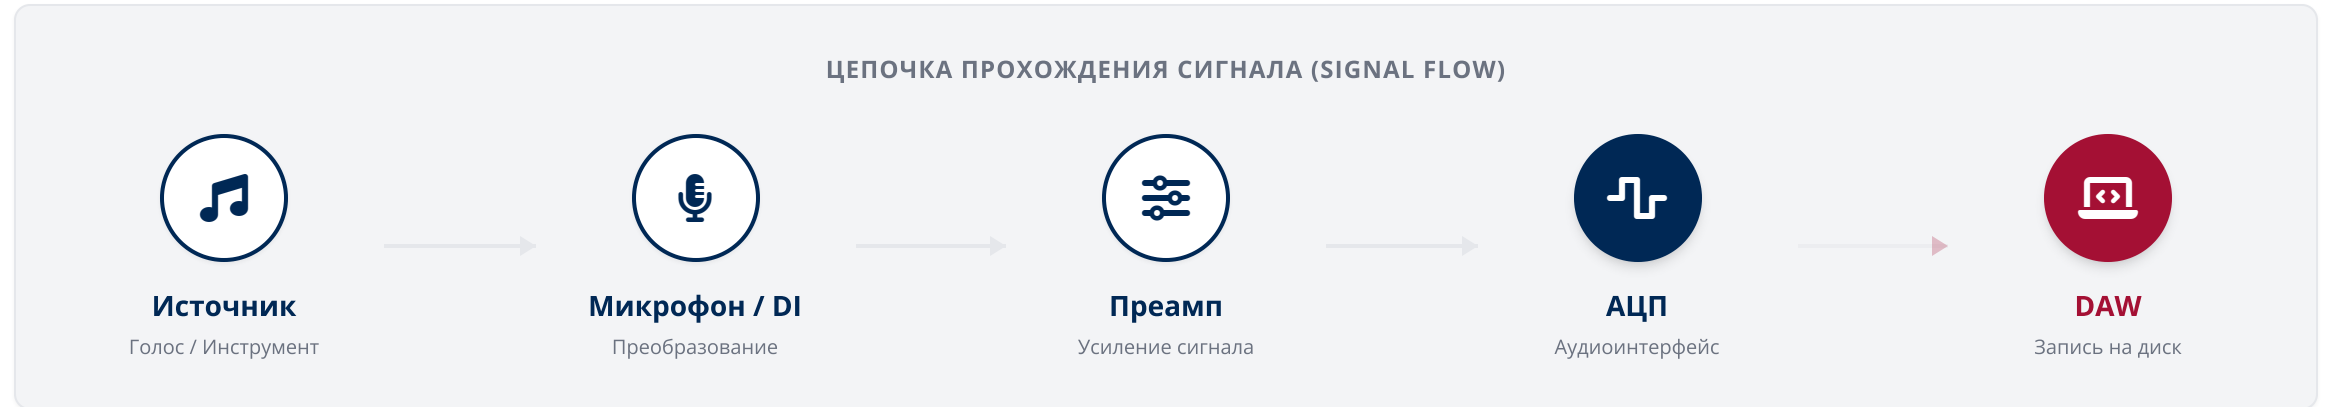 ЦЕПОЧКА ПРОХОЖДЕНИЯ СИГНАЛА (SIGNAL FLOW)
Источник
Голос / Инструмент
Микрофон / DI
Преобразование
Преамп
Усиление сигнала
АЦП
Аудиоинтерфейс
DAW
Запись на диск